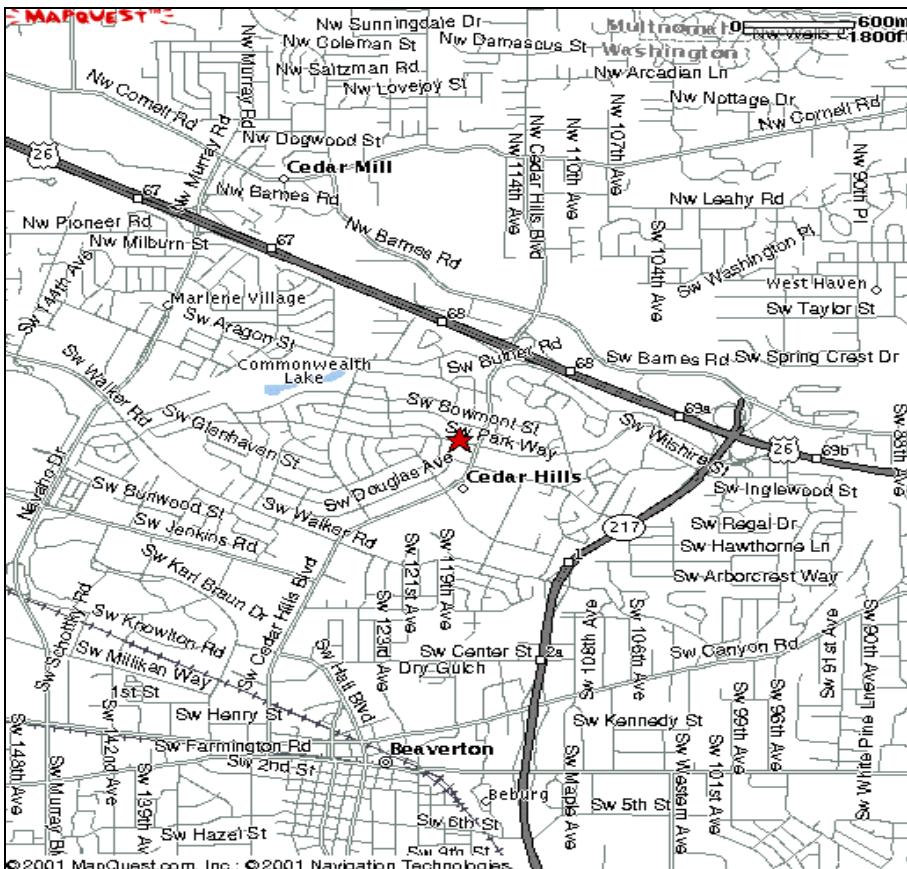 MAPQUEST™
Nw Sunningdale Dr
Nw Coleman St
Nw Damascus St
Multnomah
Washington
0 600m
1800ft
Nw Saltzman Rd
Nw Lovejoy St
Nw Arcadian Ln
Nw Nottage Dr
Nw Cornell Rd
Nw Murray Rd
Nw Cornell Rd
Nw Dogwood St
Nw Murray Rd
Cedar Mill
Nw Barnes Rd
Nw 114th Ave
Nw Cedar Hills Blvd
Nw 110th Ave
Nw 107th Ave
Nw 90th Pl
Nw Leahy Rd
26
67
Nw Pioneer Rd
Nw Milburn St
67
Nw Barnes Rd
Sw 104th Ave
Sw Washington Pl
West Haven
Sw Taylor St
Sw 144th Ave
Marlene Village
Sw Aragon St
68
Sw Butner Rd
68
Sw Barnes Rd
Sw Spring Crest Dr
Commonwealth
Lake
Sw Walker Rd
Sw Glenhaven St
Sw Bowmont St
Sw Park Way
Sw Wilshire St
69a
26
69b
Sw 88th Ave
Sw Douglas Ave
Cedar Hills
Sw Inglewood St
Navano Dr
Sw Burlwood St
Sw Walker Rd
Sw Jenkins Rd
217
Sw Regal Dr
Sw Hawthorne Ln
Sw Arborcrest Way
1
Sw Karl Braun Dr
Sw Cedar Hills Blvd
Sw 121st Ave
Sw 119th Ave
Sw 123rd Ave
Sw Schottky Rd
Sw Knowlton Rd
Sw Millikan Way
Sw Center St
2a
Dry Gulch
Sw 108th Ave
Sw 106th Ave
Sw Canyon Rd
Sw 61st Ave
Sw 90th Ave
White Pine Ln
1st St
Sw Henry St
Sw Hall Blvd
Sw Kennedy St
Sw 99th Ave
Sw 96th Ave
Sw Farmington Rd
Sw 2nd St
Beaverton
Sw 148th Ave
Sw 142nd Ave
Sw 139th Av
Sw Murray Bl
Beburg
Sw Maple Ave
Sw 5th St
Sw Western Ave
Sw 101st Ave
Sw Hazel St
Sw 6th St
Sw 9th St
©2001 MapQuest.com, Inc.; ©2001 Navigation Technologies